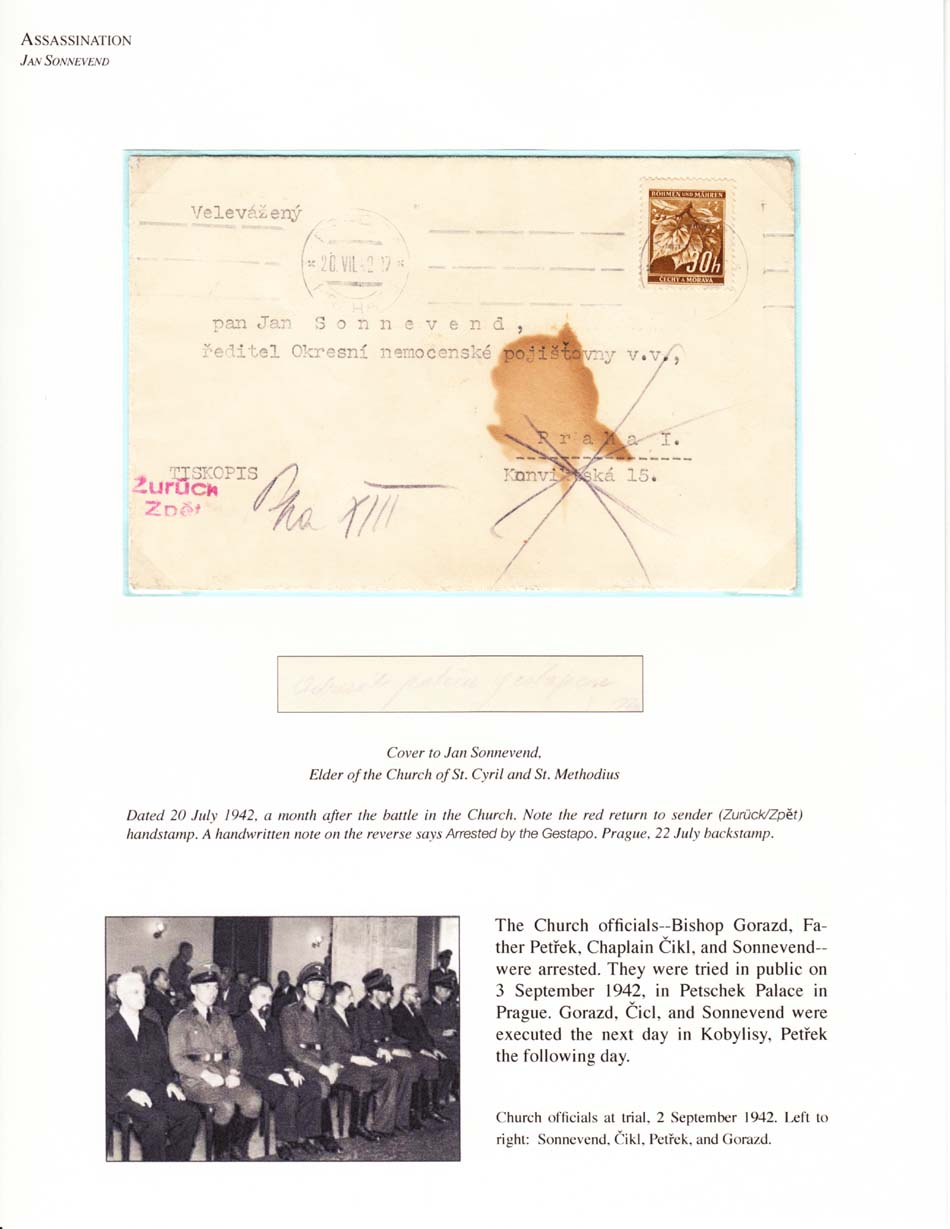 ASSASSINATION
JAN SONNEVEND
BÖHMEN UND MÄHREN
30h
ČECHY A MORAVA
Velevážený
20.VII.42 17
pan Jan Sonnevend,
ředitel Okresní nemocenské pojišťovny v.v.,
Praha I.
Konviktská 15.
TISKOPIS
Zurück
Zpět
Pha XIII
Cover to Jan Sonnevend,
Elder of the Church of St. Cyril and St. Methodius
Dated 20 July 1942, a month after the battle in the Church. Note the red return to sender (Zurück/Zpět)
handstamp. A handwritten note on the reverse says Arrested by the Gestapo. Prague, 22 July backstamp.
The Church officials--Bishop Gorazd, Fa-
ther Petřek, Chaplain Čikl, and Sonnevend--
were arrested. They were tried in public on
3 September 1942, in Petschek Palace in
Prague. Gorazd, Čicl, and Sonnevend were
executed the next day in Kobylisy, Petřek
the following day.
Church officials at trial, 2 September 1942. Left to
right: Sonnevend, Čikl, Petřek, and Gorazd.